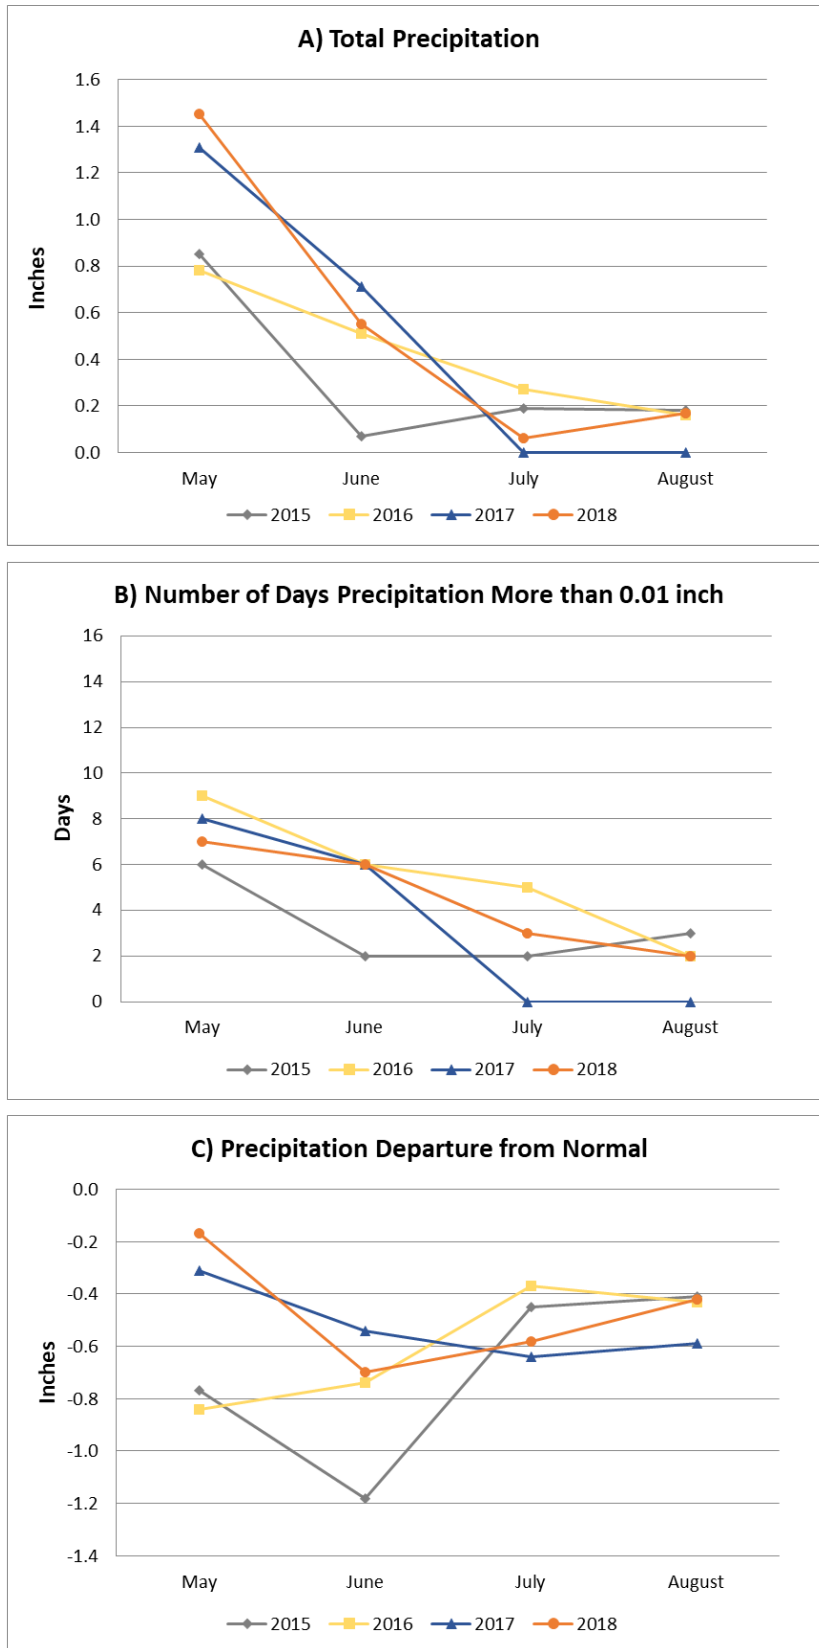 A) Total Precipitation
1.6
1.4
1.2
1.0
0.8
0.6
0.4
0.2
0.0
Inches
May June July August
2015 2016 2017 2018
B) Number of Days Precipitation More than 0.01 inch
16
14
12
10
8
6
4
2
0
Days
May June July August
2015 2016 2017 2018
C) Precipitation Departure from Normal
0.0
-0.2
-0.4
-0.6
-0.8
-1.0
-1.2
-1.4
Inches
May June July August
2015 2016 2017 2018